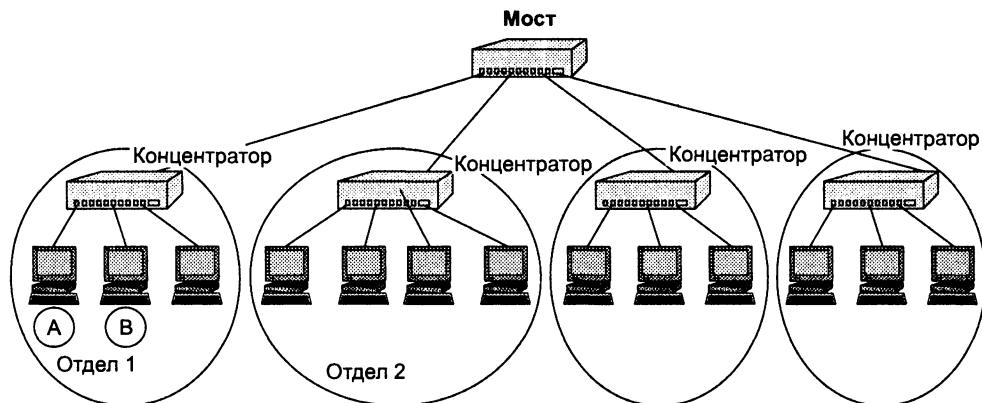 Мост
Концентратор
Концентратор
Концентратор
Концентратор
A
B
Отдел 1
Отдел 2